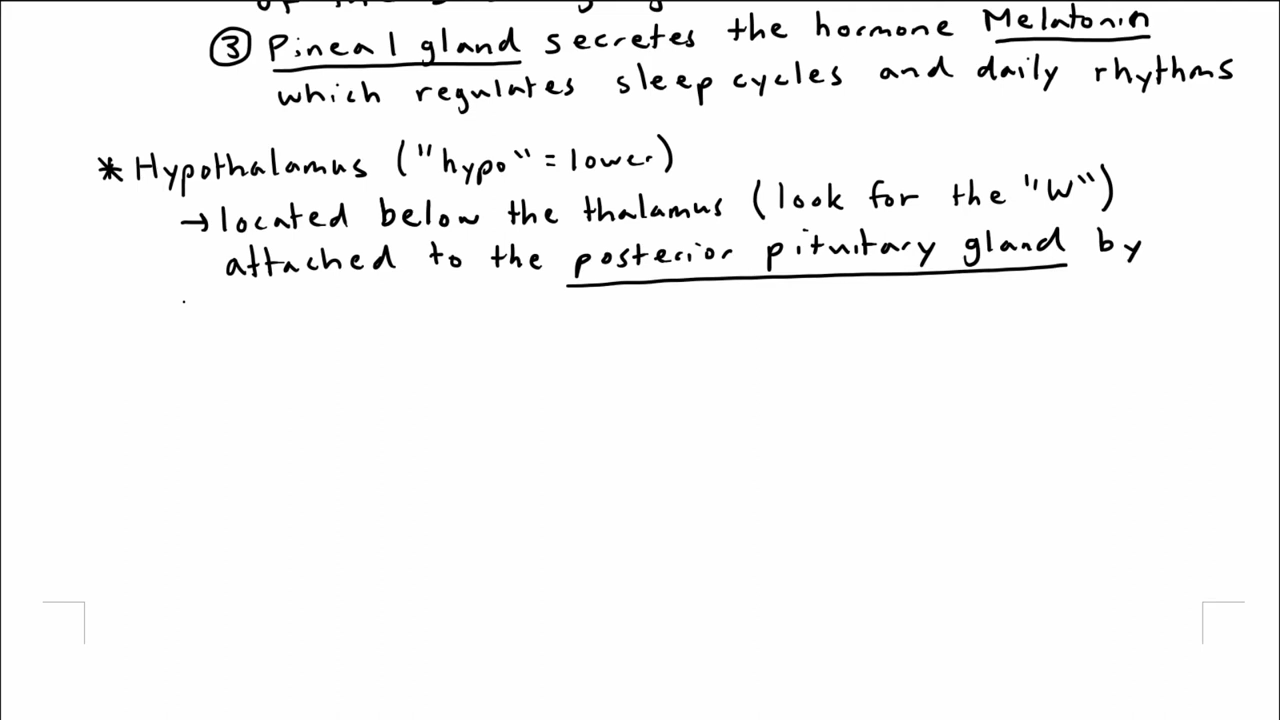 ③ Pineal gland secretes the hormone Melatonin
which regulates sleep cycles and daily rhythms
* Hypothalamus ("hypo" = lower)
→ located below the thalamus (look for the "W")
attached to the posterior pituitary gland by